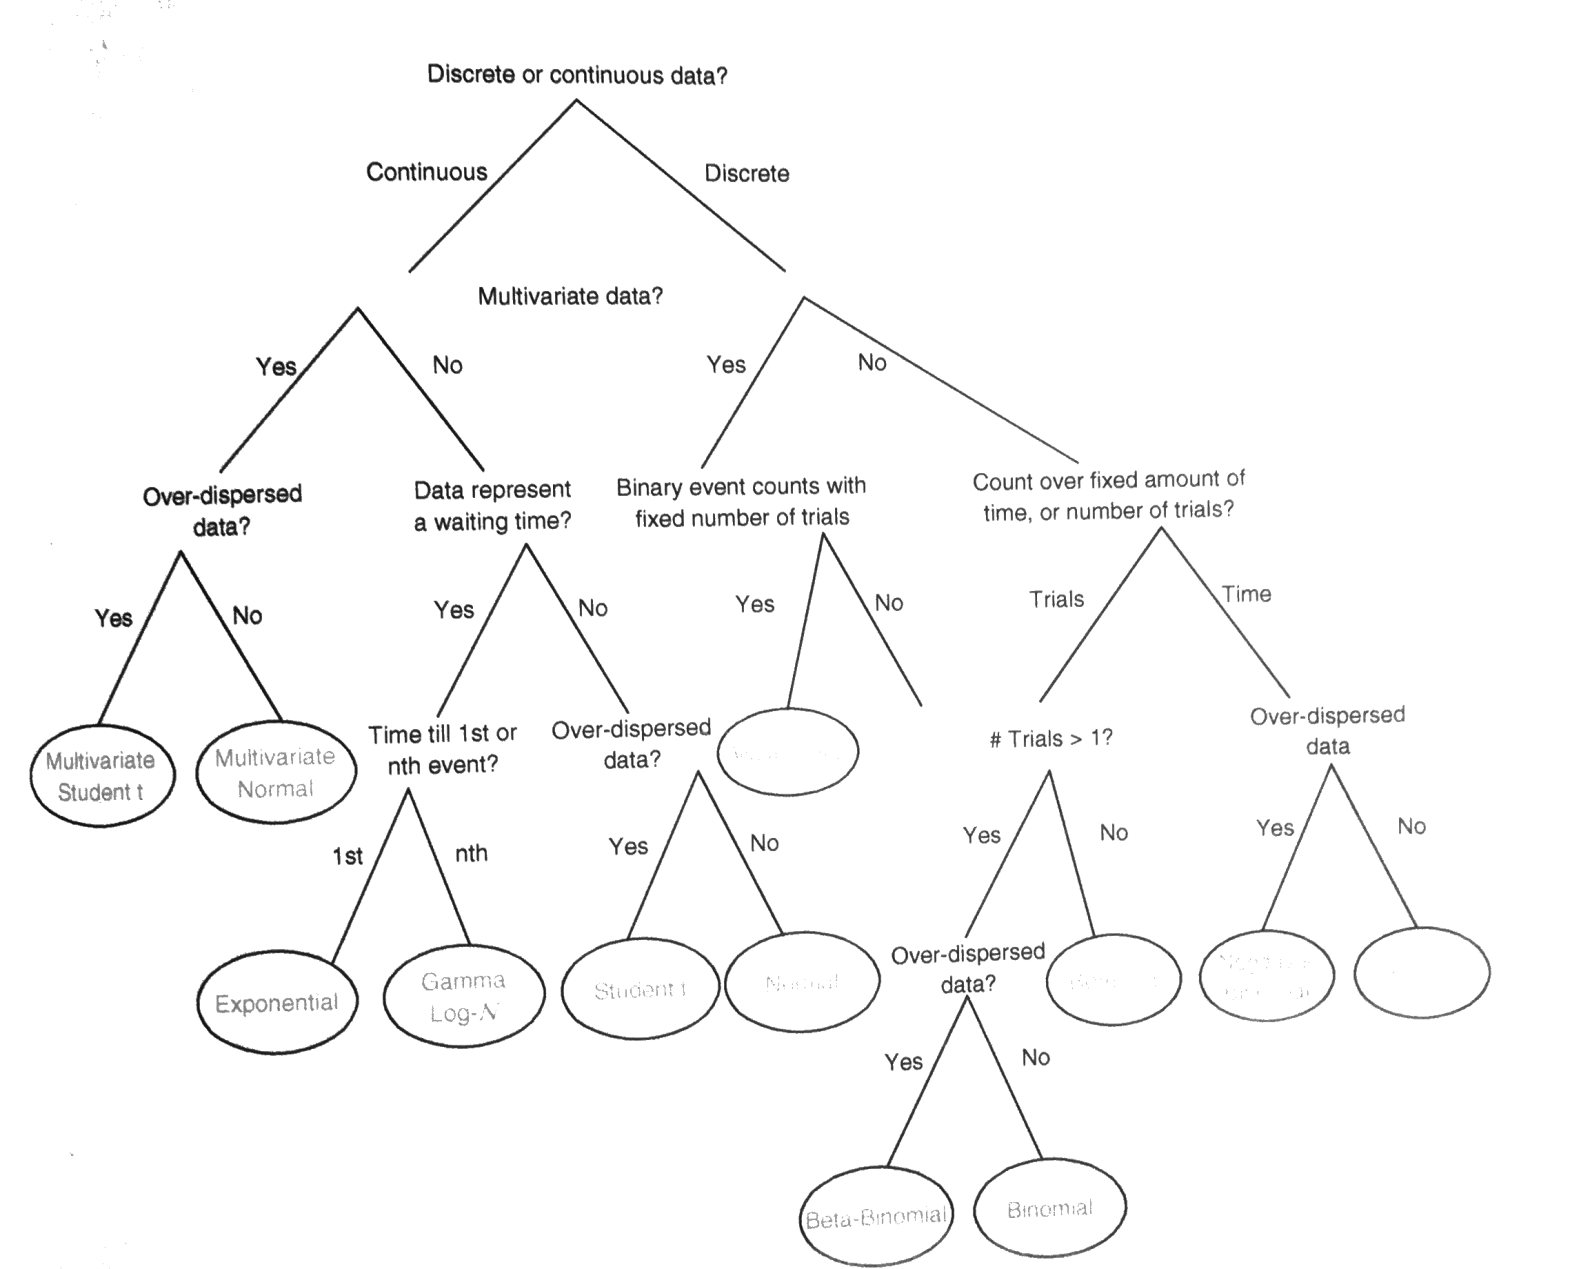 Discrete or continuous data?
Continuous
Discrete
Multivariate data?
Yes
No
Yes
No
Over-dispersed
data?
Data represent
a waiting time?
Binary event counts with
fixed number of trials
Count over fixed amount of
time, or number of trials?
Yes
No
Yes
No
Yes
No
Trials
Time
Multivariate
Student t
Multivariate
Normal
Time till 1st or
nth event?
Over-dispersed
data?
# Trials > 1?
Over-dispersed
data
1st
nth
Yes
No
Yes
No
Yes
No
Exponential
Gamma
Log-N
Student t
Normal
Over-dispersed
data?
Yes
No
Beta-Binomial
Binomial